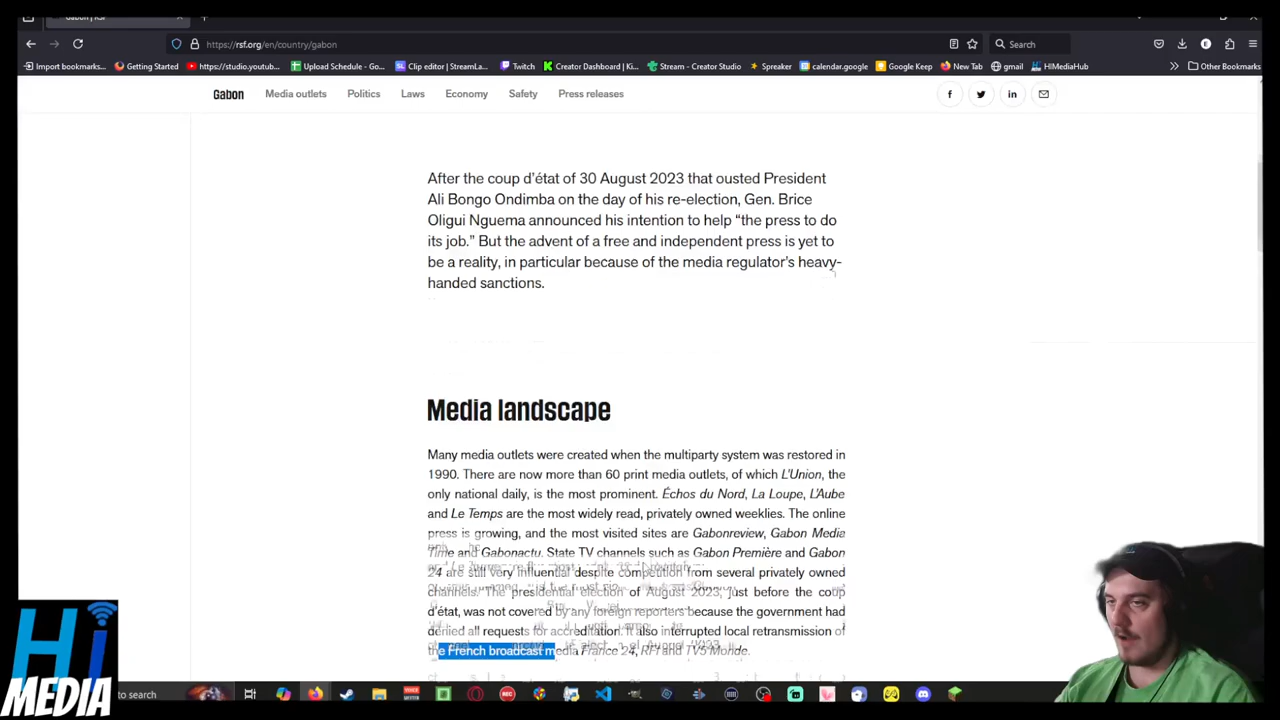 Gabon | RSF
https://rsf.org/en/country/gabon
Search
Import bookmarks...
Getting Started
https://studio.youtub...
Upload Schedule - Go...
Clip editor | StreamLa...
Twitch
Creator Dashboard | Ki...
Stream - Creator Studio
Spreaker
calendar.google
Google Keep
New Tab
gmail
HIMediaHub
Other Bookmarks
Gabon
Media outlets
Politics
Laws
Economy
Safety
Press releases
After the coup d’état of 30 August 2023 that ousted President
Ali Bongo Ondimba on the day of his re-election, Gen. Brice
Oligui Nguema announced his intention to help “the press to do
its job.” But the advent of a free and independent press is yet to
be a reality, in particular because of the media regulator’s heavy-
handed sanctions.
Media landscape
Many media outlets were created when the multiparty system was restored in
1990. There are now more than 60 print media outlets, of which L’Union, the
only national daily, is the most prominent. Échos du Nord, La Loupe, L’Aube
and Le Temps are the most widely read, privately owned weeklies. The online
press is growing, and the most visited sites are Gabonreview, Gabon Media
Time and Gabonactu. State TV channels such as Gabon Première and Gabon
24 are still very influential despite competition from several privately owned
channels. The presidential election of August 2023, just before the coup
d’état, was not covered by any foreign reporters because the government had
denied all requests for accreditation. It also interrupted local retransmission of
the French broadcast media France 24, RFI and TV5 Monde.
to search
Hi
MEDIA